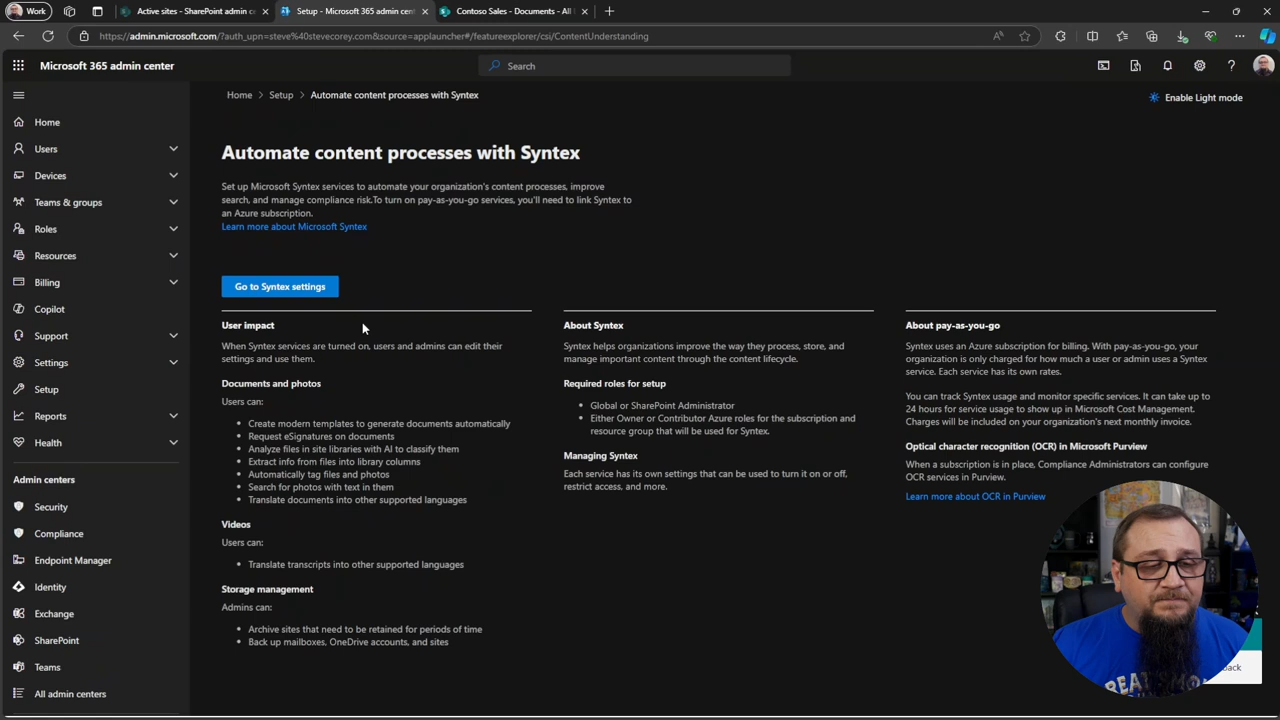 Work
Active sites - SharePoint admin ce
Setup - Microsoft 365 admin cent
Contoso Sales - Documents - All
https://admin.microsoft.com/?auth_upn=steve%40stevecorey.com&source=applauncher#/featureexplorer/csi/ContentUnderstanding
Microsoft 365 admin center
Search
Home
Users
Devices
Teams & groups
Roles
Resources
Billing
Copilot
Support
Settings
Setup
Reports
Health
Admin centers
Security
Compliance
Endpoint Manager
Identity
Exchange
SharePoint
Teams
All admin centers
Home > Setup > Automate content processes with Syntex
Enable Light mode
Automate content processes with Syntex
Set up Microsoft Syntex services to automate your organization's content processes, improve
search, and manage compliance risk.To turn on pay-as-you-go services, you'll need to link Syntex to
an Azure subscription.
Learn more about Microsoft Syntex
Go to Syntex settings
User impact
When Syntex services are turned on, users and admins can edit their
settings and use them.
Documents and photos
Users can:
• Create modern templates to generate documents automatically
• Request eSignatures on documents
• Analyze files in site libraries with AI to classify them
• Extract info from files into library columns
• Automatically tag files and photos
• Search for photos with text in them
• Translate documents into other supported languages
Videos
Users can:
• Translate transcripts into other supported languages
Storage management
Admins can:
• Archive sites that need to be retained for periods of time
• Back up mailboxes, OneDrive accounts, and sites
About Syntex
Syntex helps organizations improve the way they process, store, and
manage important content through the content lifecycle.
Required roles for setup
• Global or SharePoint Administrator
• Either Owner or Contributor Azure roles for the subscription and
resource group that will be used for Syntex.
Managing Syntex
Each service has its own settings that can be used to turn it on or off,
restrict access, and more.
About pay-as-you-go
Syntex uses an Azure subscription for billing. With pay-as-you-go, your
organization is only charged for how much a user or admin uses a Syntex
service. Each service has its own rates.
You can track Syntex usage and monitor specific services. It can take up to
24 hours for service usage to show up in Microsoft Cost Management.
Charges will be included on your organization's next monthly invoice.
Optical character recognition (OCR) in Microsoft Purview
When a subscription is in place, Compliance Administrators can configure
OCR services in Purview.
Learn more about OCR in Purview